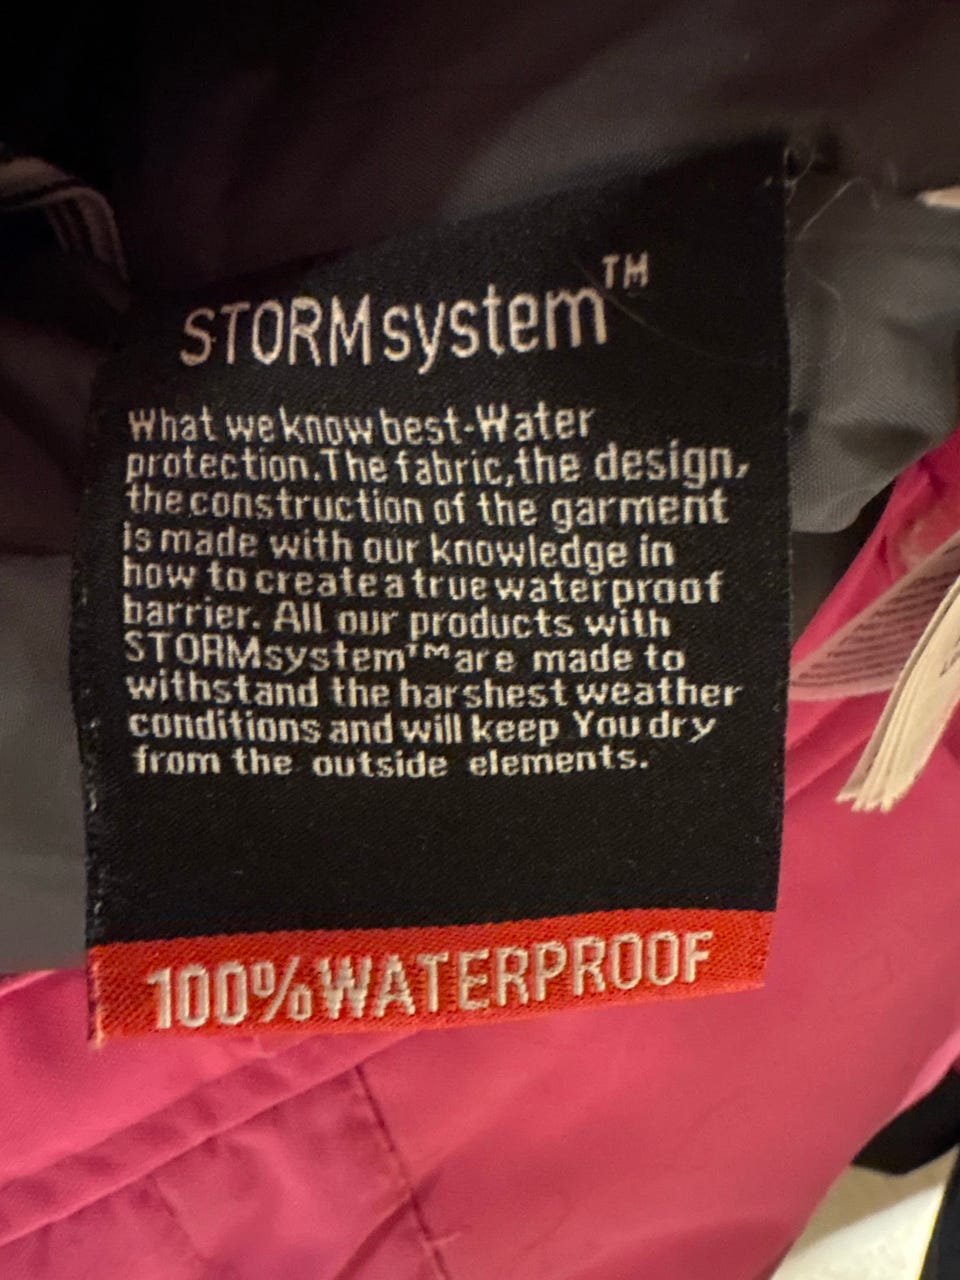 STORMsystem™
What we know best-Water
protection.The fabric,the design,
the construction of the garment
is made with our knowledge in
how to create a true waterproof
barrier. All our products with
STORMsystem™are made to
withstand the harshest weather
conditions and will keep You dry
from the outside elements.
100%WATERPROOF